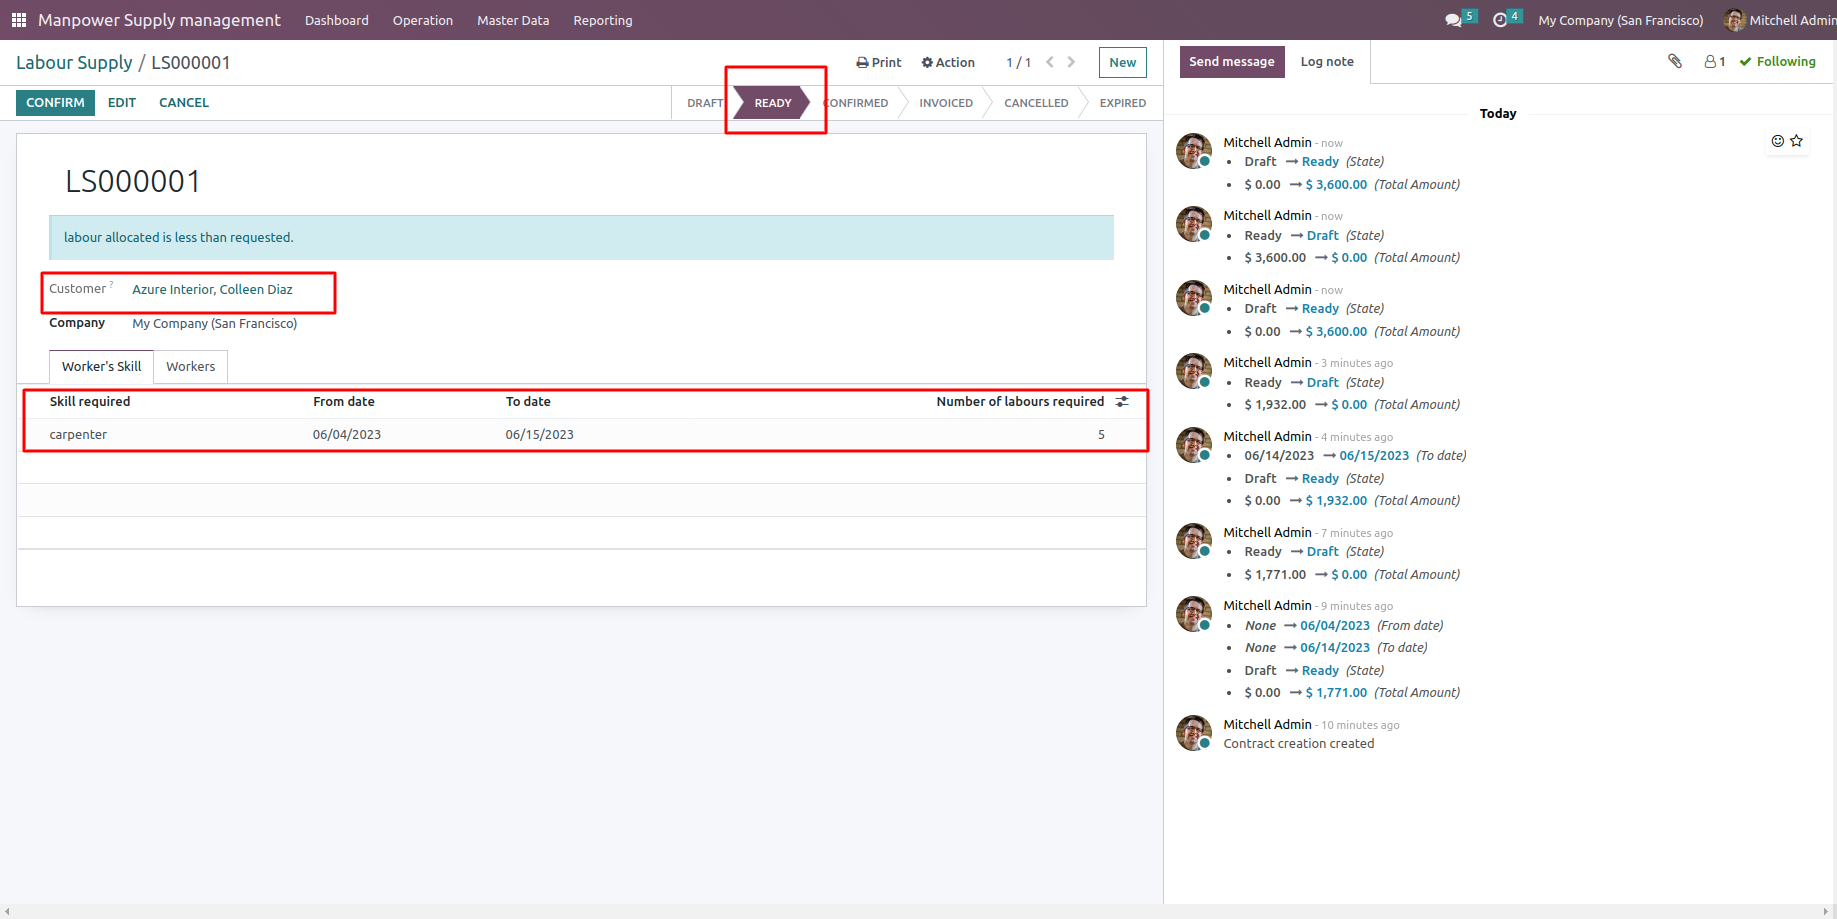 Manpower Supply management Dashboard Operation Master Data Reporting 5 4 My Company (San Francisco) Mitchell Admin
Labour Supply / LS000001 Print Action 1 / 1 New
CONFIRM EDIT CANCEL DRAFT READY CONFIRMED INVOICED CANCELLED EXPIRED
LS000001
labour allocated is less than requested.
Customer ? Azure Interior, Colleen Diaz
Company My Company (San Francisco)
Worker's Skill Workers
Skill required From date To date Number of labours required
carpenter 06/04/2023 06/15/2023 5
Send message Log note 1 Following
Today
Mitchell Admin - now
• Draft → Ready (State)
• $ 0.00 → $ 3,600.00 (Total Amount)
Mitchell Admin - now
• Ready → Draft (State)
• $ 3,600.00 → $ 0.00 (Total Amount)
Mitchell Admin - now
• Draft → Ready (State)
• $ 0.00 → $ 3,600.00 (Total Amount)
Mitchell Admin - 3 minutes ago
• Ready → Draft (State)
• $ 1,932.00 → $ 0.00 (Total Amount)
Mitchell Admin - 4 minutes ago
• 06/14/2023 → 06/15/2023 (To date)
• Draft → Ready (State)
• $ 0.00 → $ 1,932.00 (Total Amount)
Mitchell Admin - 7 minutes ago
• Ready → Draft (State)
• $ 1,771.00 → $ 0.00 (Total Amount)
Mitchell Admin - 9 minutes ago
• None → 06/04/2023 (From date)
• None → 06/14/2023 (To date)
• Draft → Ready (State)
• $ 0.00 → $ 1,771.00 (Total Amount)
Mitchell Admin - 10 minutes ago
Contract creation created